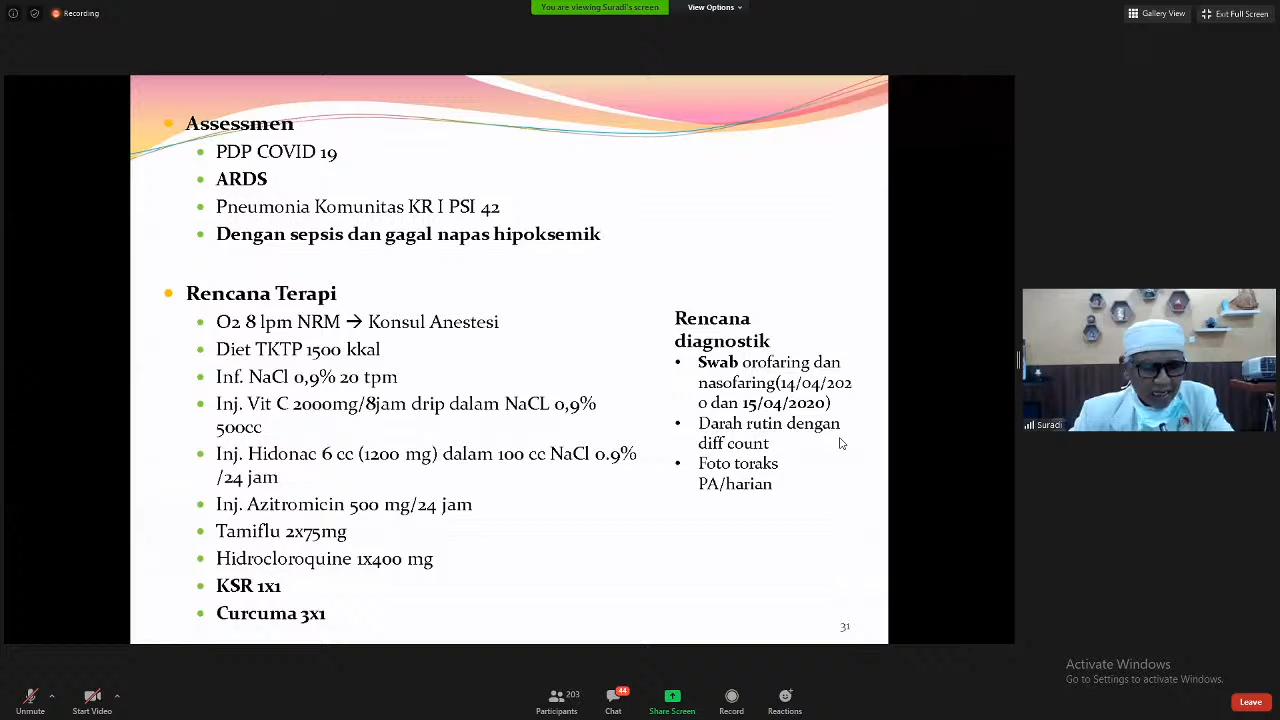 Recording
You are viewing Suradi's screen
View Options
Gallery View
Exit Full Screen
Assessmen
PDP COVID 19
ARDS
Pneumonia Komunitas KR I PSI 42
Dengan sepsis dan gagal napas hipoksemik
Rencana Terapi
O2 8 lpm NRM → Konsul Anestesi
Diet TKTP 1500 kkal
Inf. NaCl 0,9% 20 tpm
Inj. Vit C 2000mg/8jam drip dalam NaCL 0,9%
500cc
Inj. Hidonac 6 cc (1200 mg) dalam 100 cc NaCl 0.9%
/24 jam
Inj. Azitromicin 500 mg/24 jam
Tamiflu 2x75mg
Hidrocloroquine 1x400 mg
KSR 1x1
Curcuma 3x1
Rencana
diagnostik
Swab orofaring dan
nasofaring(14/04/202
0 dan 15/04/2020)
Darah rutin dengan
diff count
Foto toraks
PA/harian
31
Suradi
Activate Windows
Go to Settings to activate Windows.
Unmute
Start Video
203
Participants
44
Chat
Share Screen
Record
Reactions
Leave